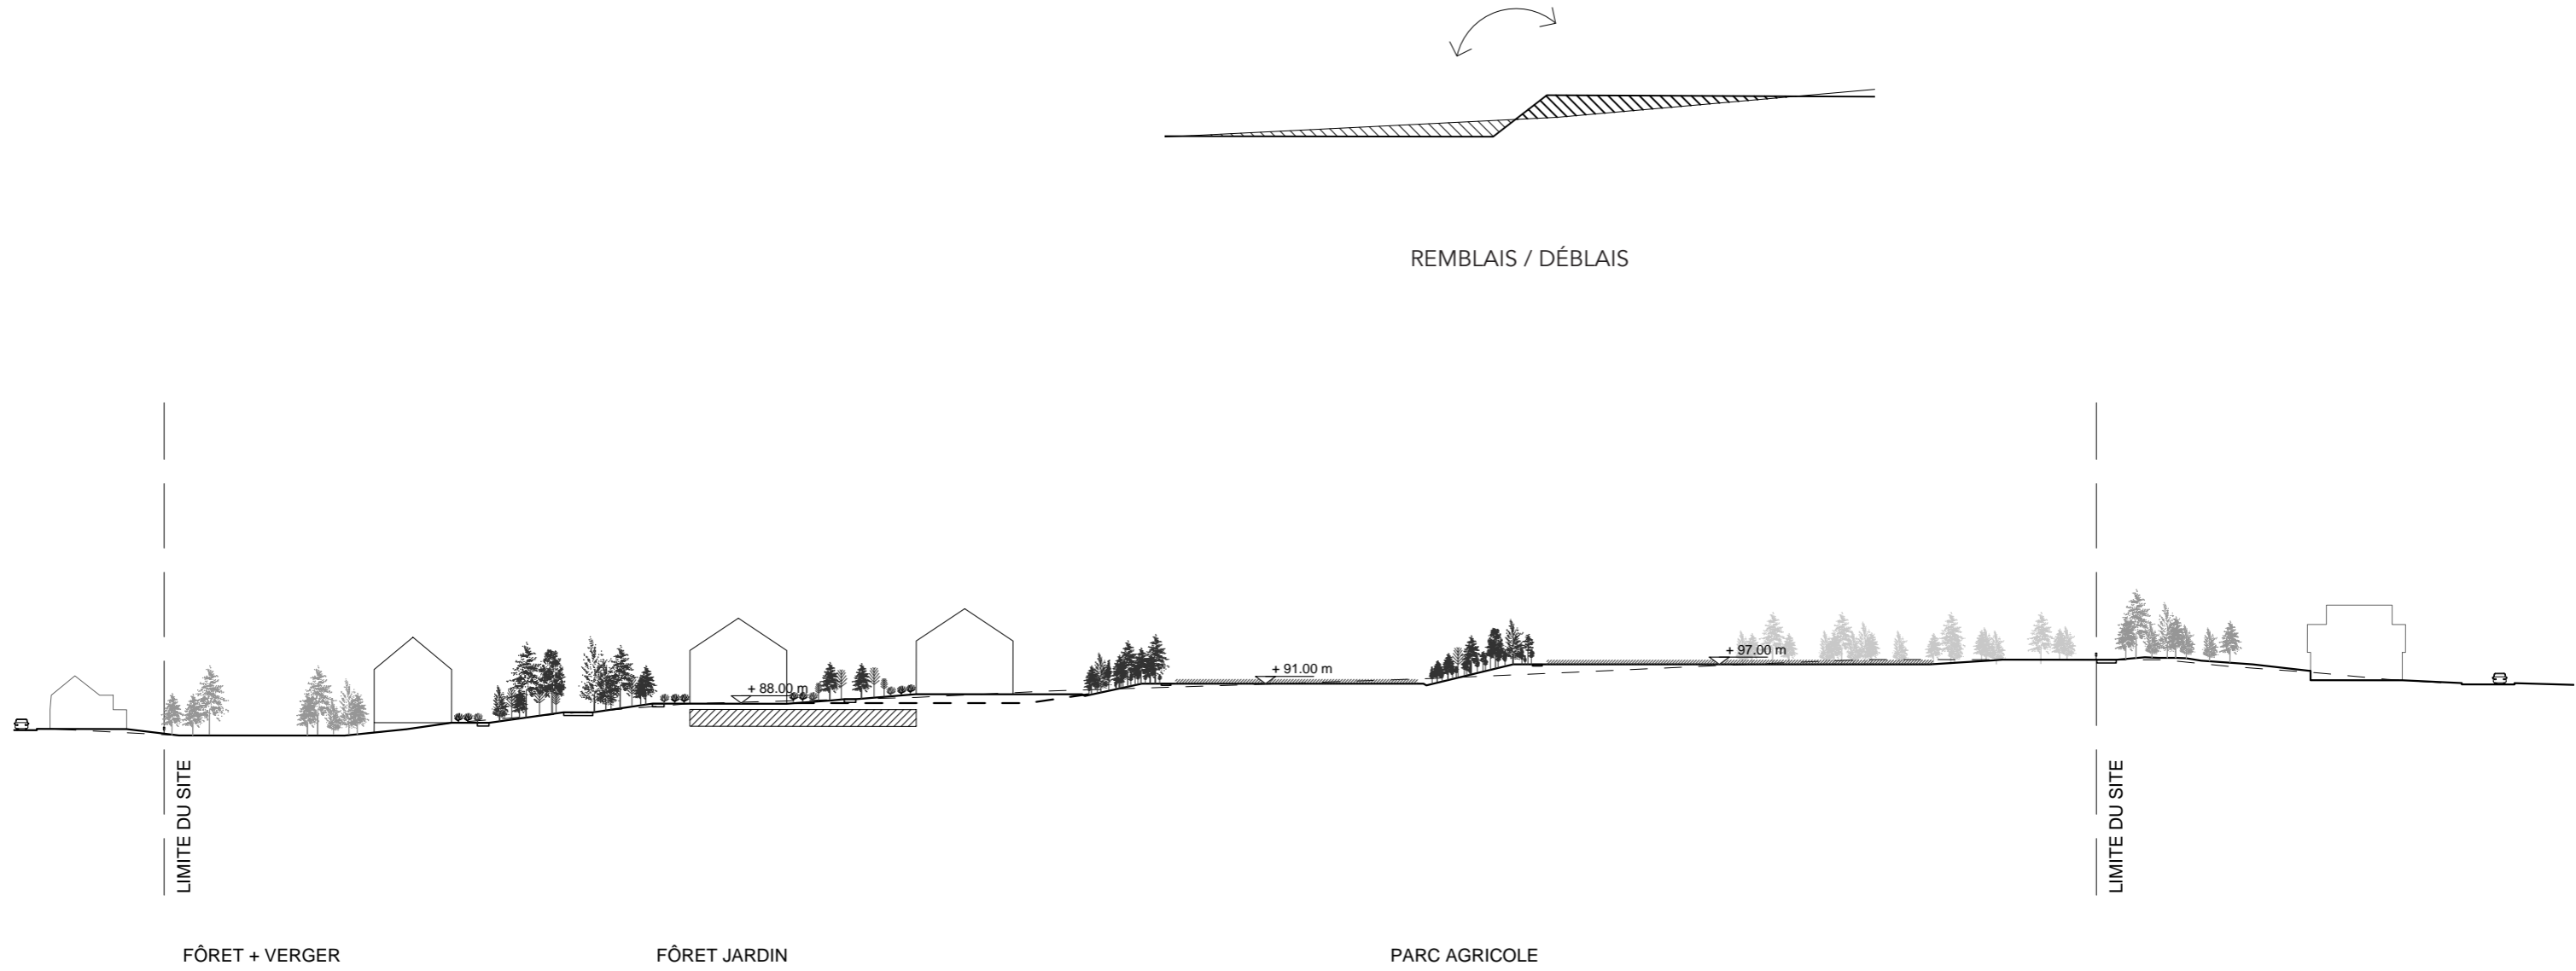 REMBLAIS / DÉBLAIS
+ 88.00 m
+ 91.00 m
+ 97.00 m
LIMITE DU SITE
LIMITE DU SITE
FÔRET + VERGER
FÔRET JARDIN
PARC AGRICOLE